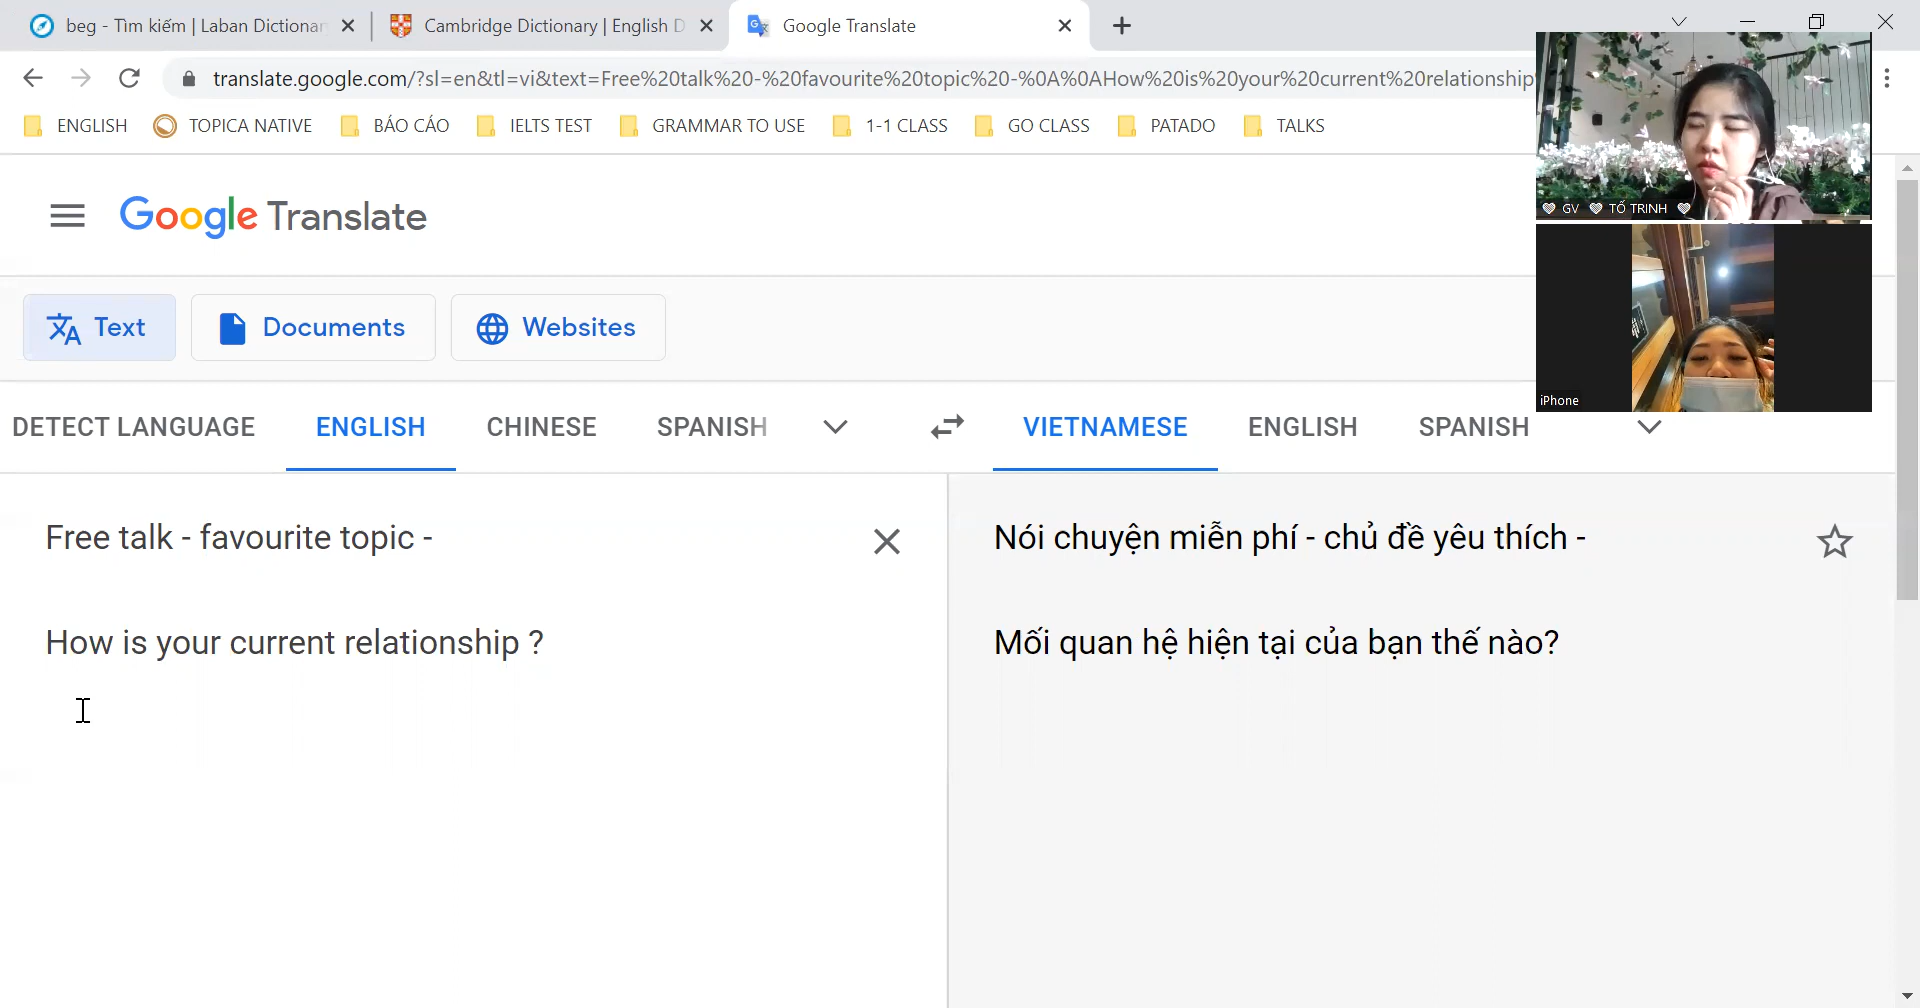 beg - Tìm kiếm | Laban Dictionar
Cambridge Dictionary | English D
Google Translate
translate.google.com/?sl=en&tl=vi&text=Free%20talk%20-%20favourite%20topic%20-%0A%0AHow%20is%20your%20current%20relationship
ENGLISH
TOPICA NATIVE
BÁO CÁO
IELTS TEST
GRAMMAR TO USE
1-1 CLASS
GO CLASS
PATADO
TALKS
GV TỐ TRINH
Google Translate
Text
Documents
Websites
iPhone
DETECT LANGUAGE
ENGLISH
CHINESE
SPANISH
VIETNAMESE
ENGLISH
SPANISH
Free talk - favourite topic -
How is your current relationship ?
Nói chuyện miễn phí - chủ đề yêu thích -
Mối quan hệ hiện tại của bạn thế nào?